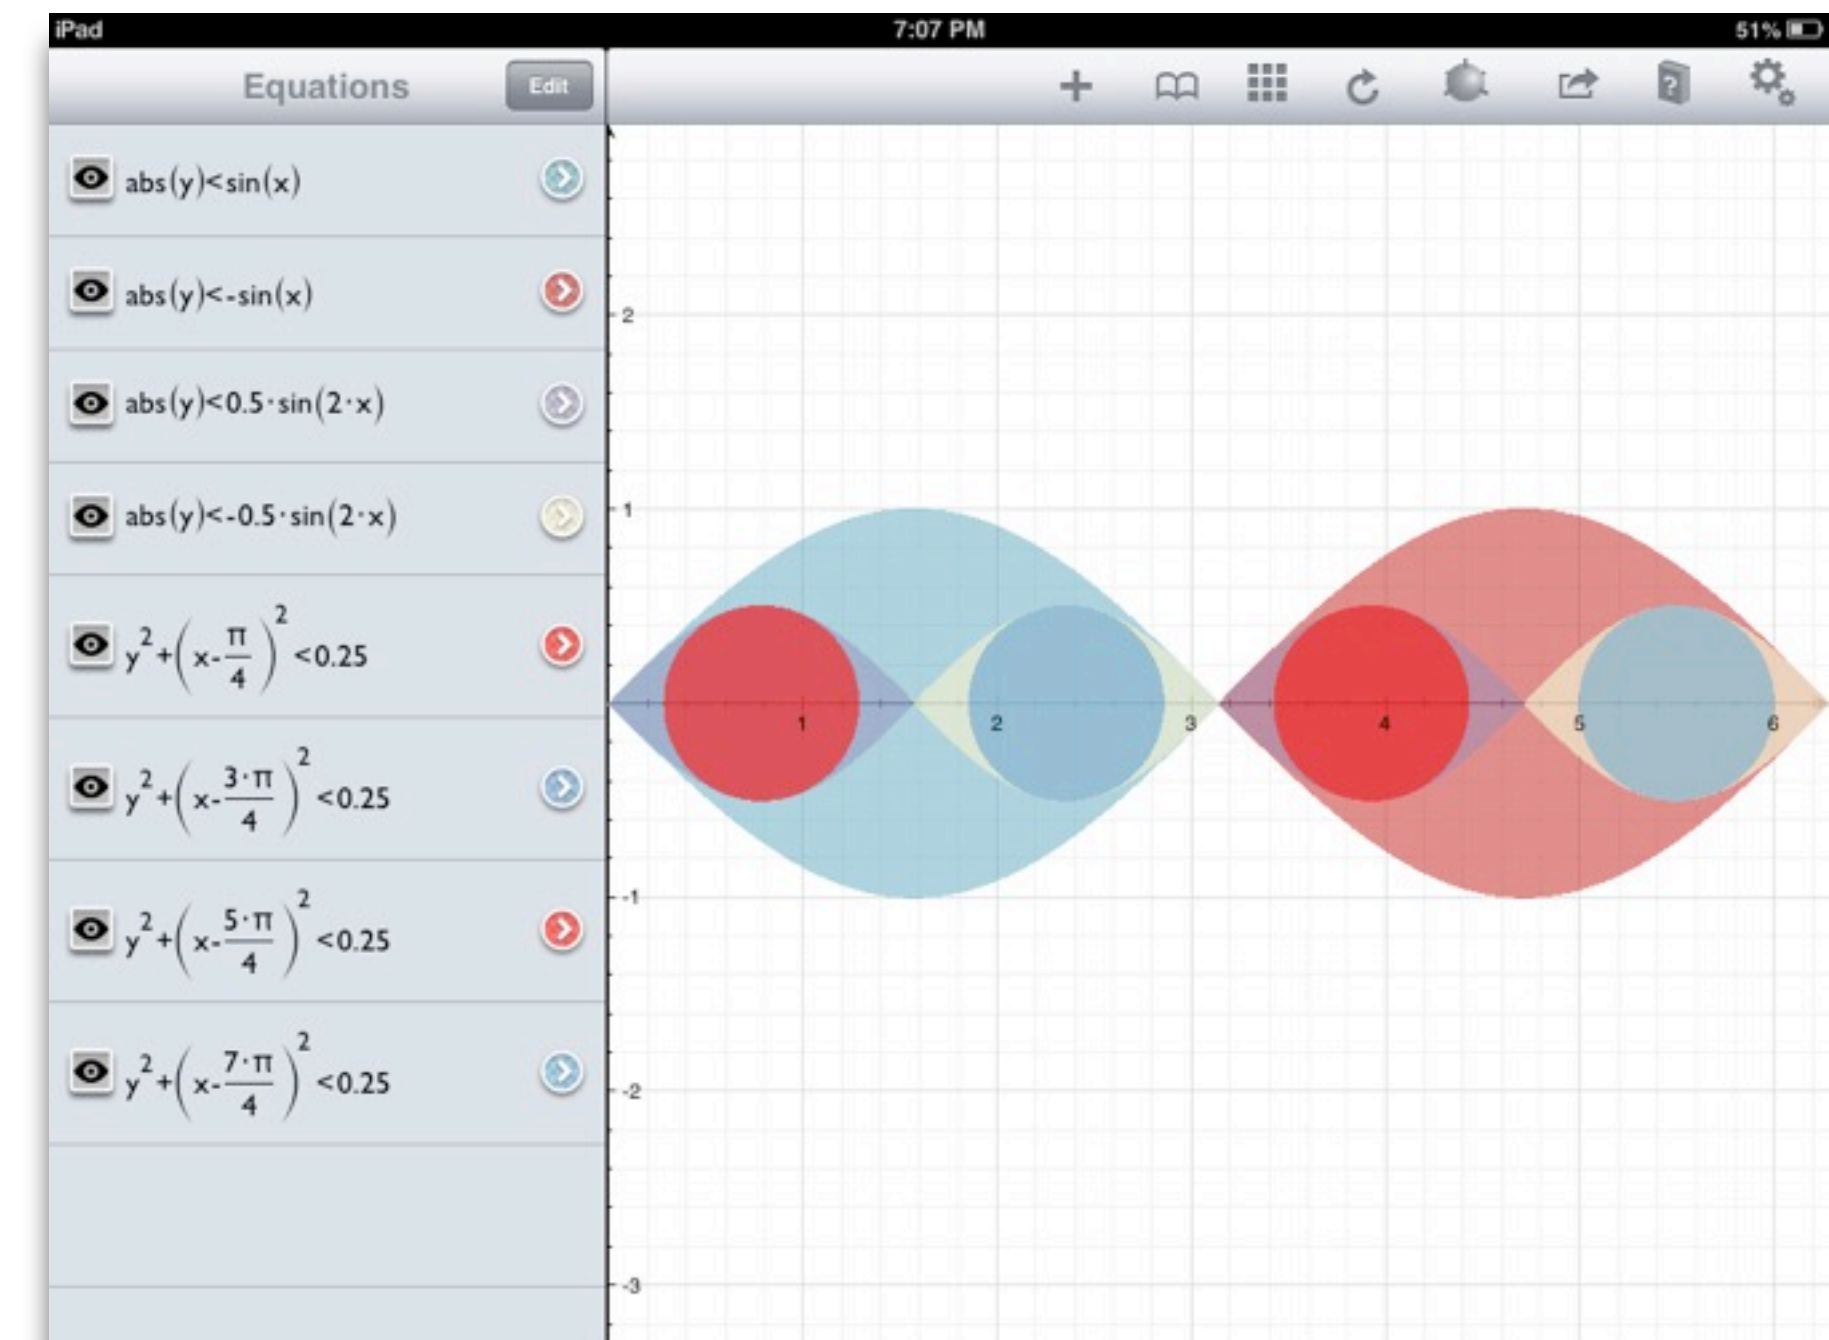 iPad 7:07 PM 51%
Equations Edit
?
abs(y)<sin(x)
abs(y)<-sin(x)
abs(y)<0.5·sin(2·x)
abs(y)<-0.5·sin(2·x)
y²+(x-π/4)²<0.25
y²+(x-3·π/4)²<0.25
y²+(x-5·π/4)²<0.25
y²+(x-7·π/4)²<0.25
2
1
1 2 3 4 5 6
-1
-2
-3